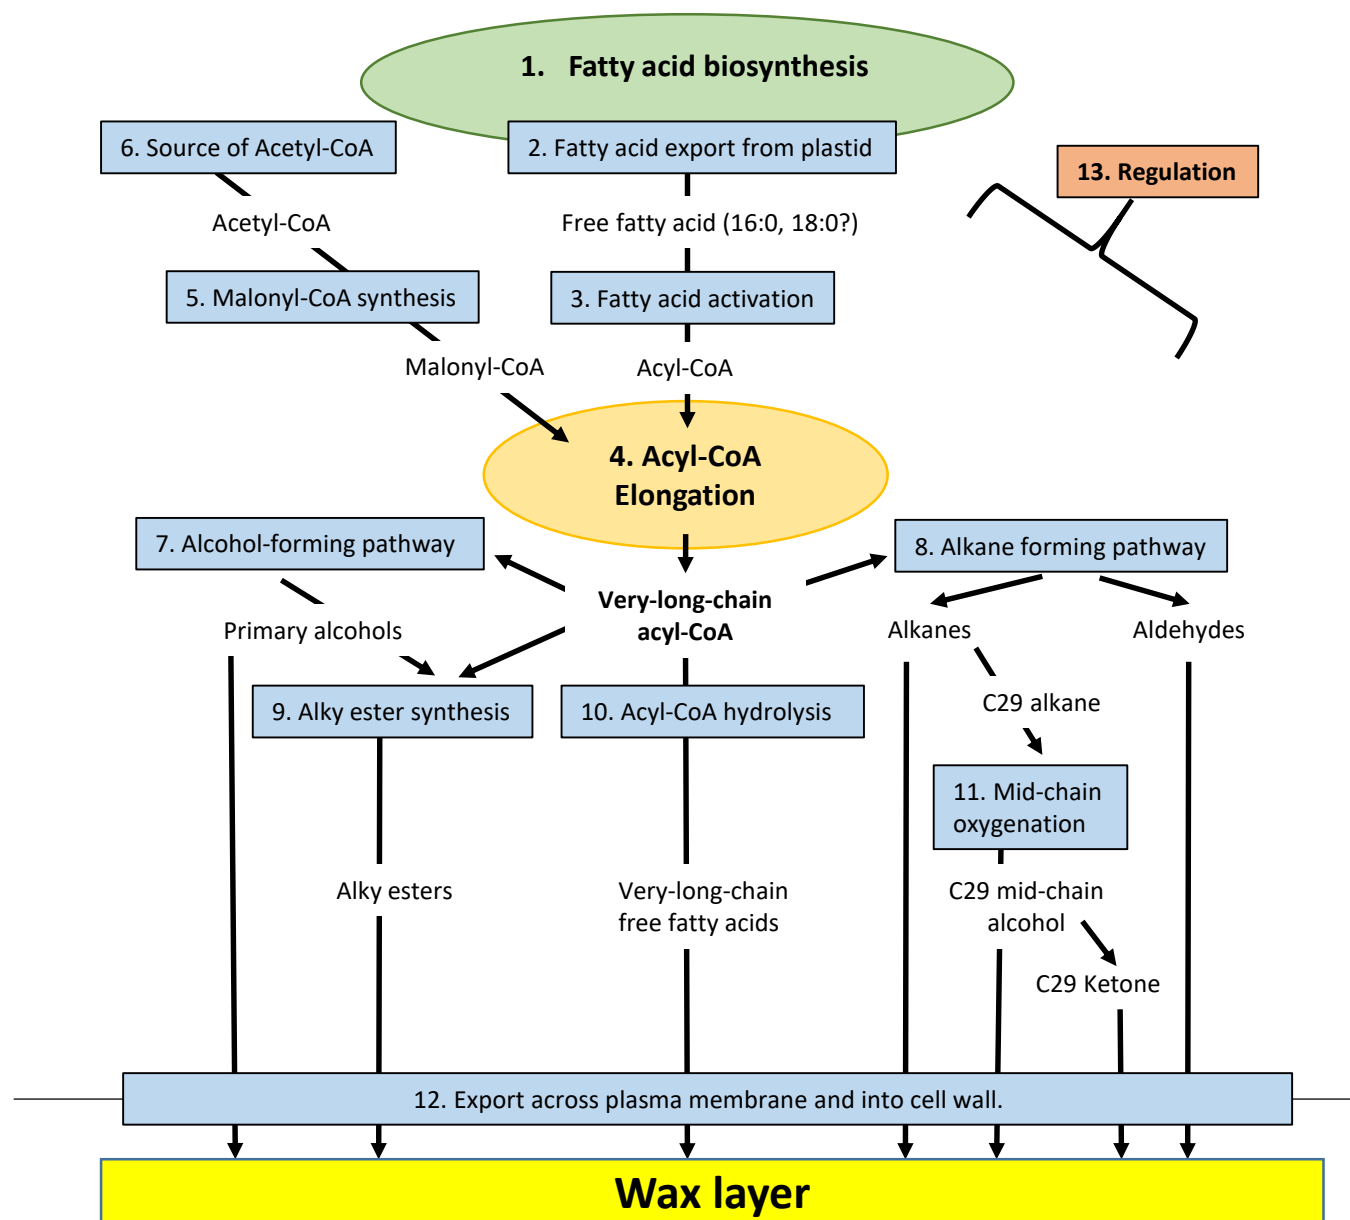 1. Fatty acid biosynthesis
6. Source of Acetyl-CoA
2. Fatty acid export from plastid
13. Regulation
Acetyl-CoA
Free fatty acid (16:0, 18:0?)
5. Malonyl-CoA synthesis
3. Fatty acid activation
Malonyl-CoA
Acyl-CoA
4. Acyl-CoA
Elongation
7. Alcohol-forming pathway
8. Alkane forming pathway
Very-long-chain
acyl-CoA
Primary alcohols
Alkanes
Aldehydes
9. Alky ester synthesis
10. Acyl-CoA hydrolysis
C29 alkane
11. Mid-chain
oxygenation
Alky esters
Very-long-chain
free fatty acids
C29 mid-chain
alcohol
C29 Ketone
12. Export across plasma membrane and into cell wall.
Wax layer